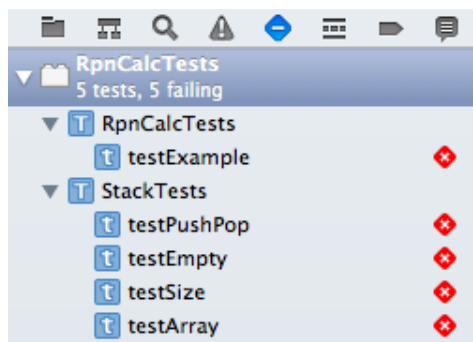 RpnCalcTests
5 tests, 5 failing
T RpnCalcTests
t testExample
T StackTests
t testPushPop
t testEmpty
t testSize
t testArray